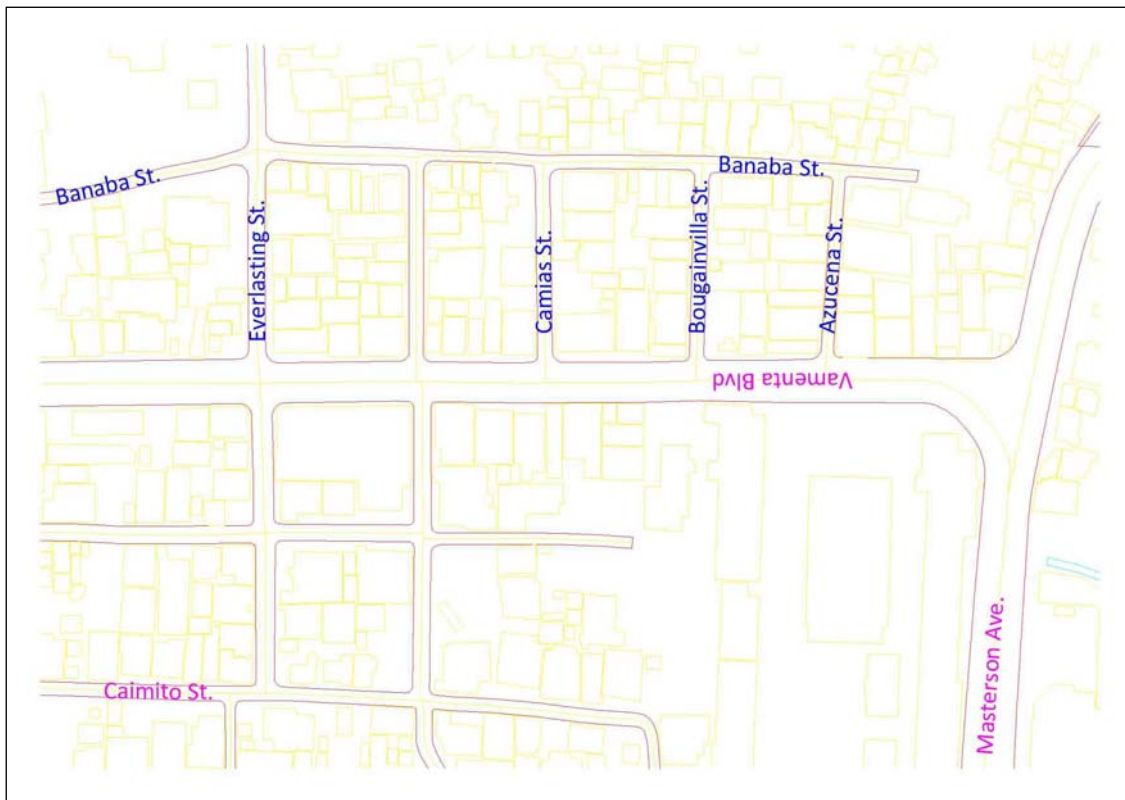 Banaba St.
Banaba St.
Everlasting St.
Camias St.
Bougainvilla St.
Azucena St.
Vamenta Blvd
Masterson Ave.
Caimito St.